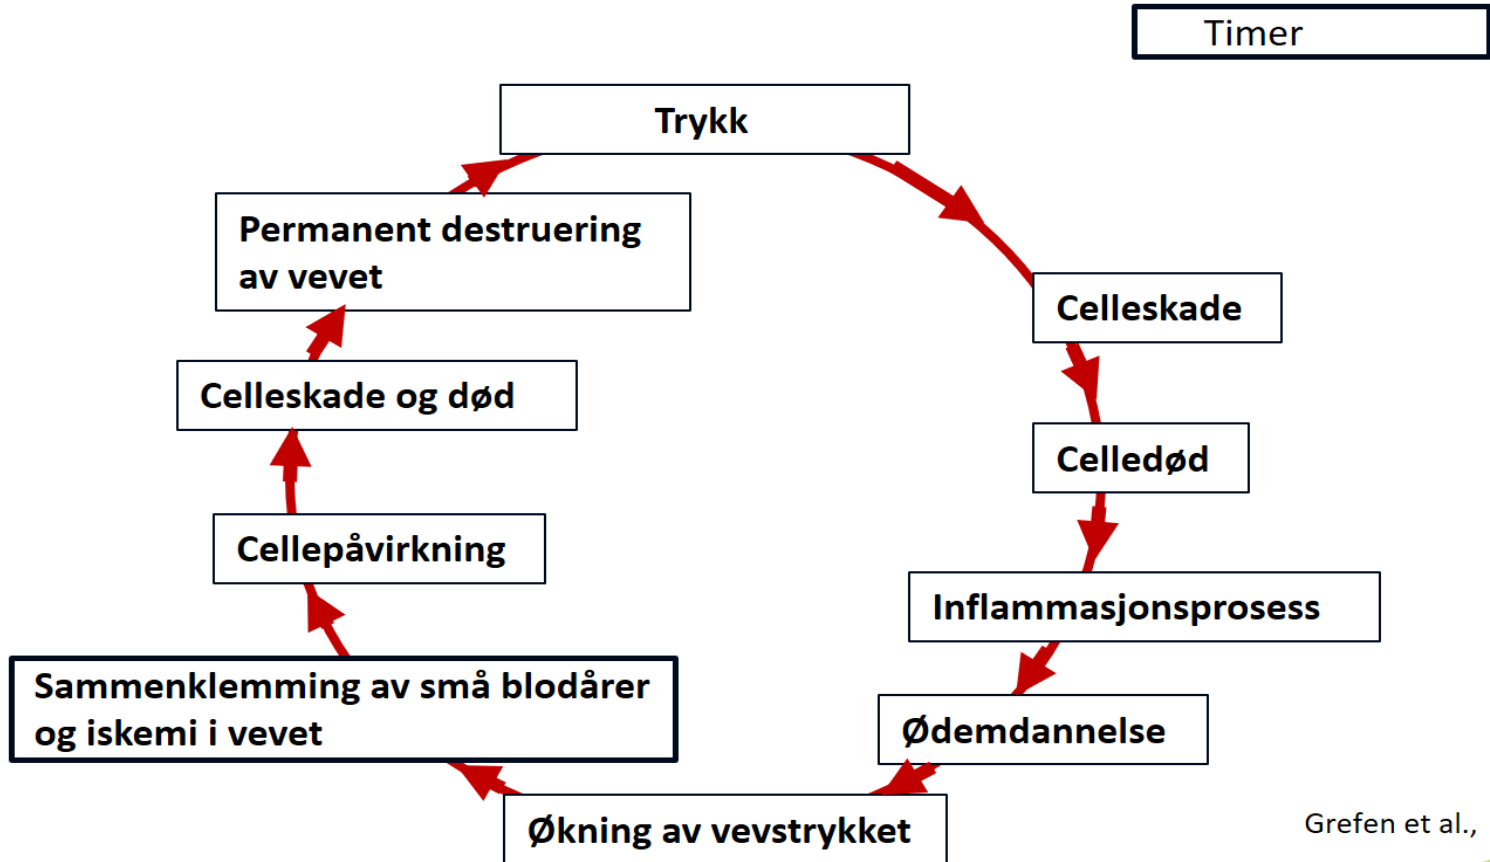 Timer
Trykk
Celleskade
Celledød
Inflammasjonsprosess
Ødemdannelse
Økning av vevstrykket
Sammenklemming av små blodårer
og iskemi i vevet
Cellepåvirkning
Celleskade og død
Permanent destruering
av vevet
Grefen et al.,